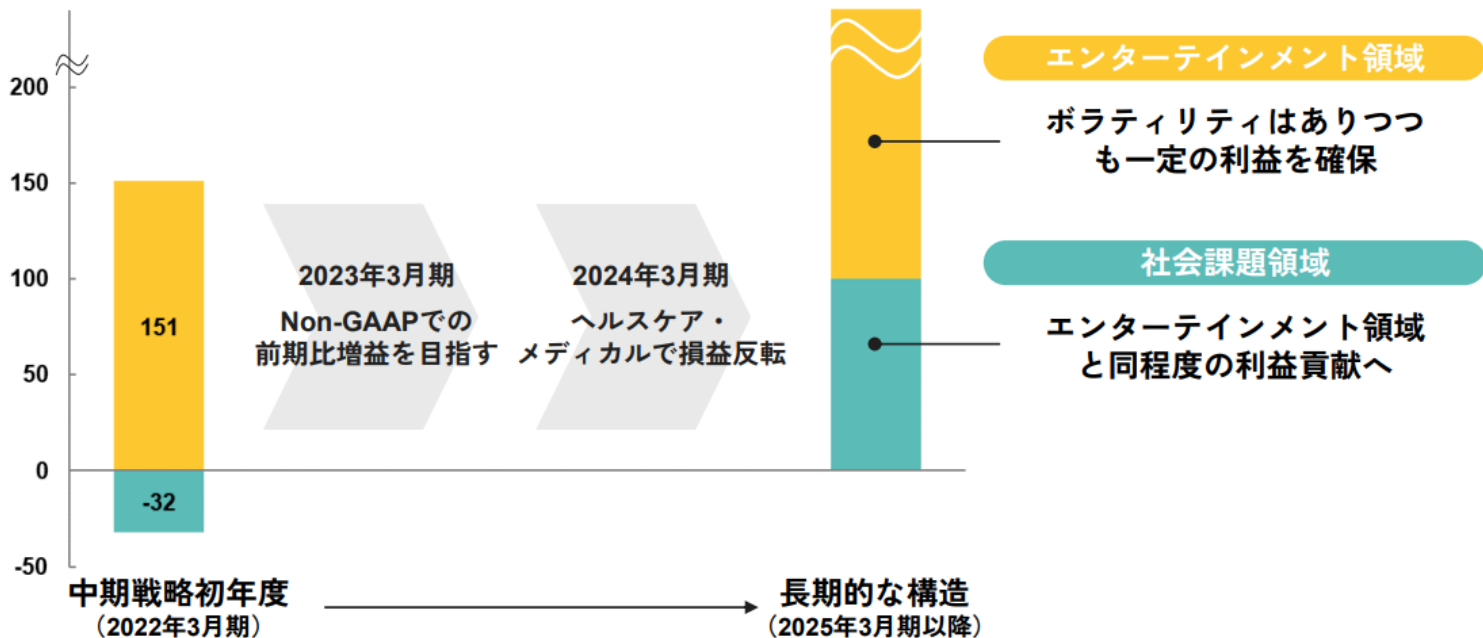 200
150
100
50
0
-50
151
-32
2023年3月期
Non-GAAPでの
前期比増益を目指す
2024年3月期
ヘルスケア・
メディカルで損益反転
エンターテインメント領域
ボラティリティはありつつ
も一定の利益を確保
社会課題領域
エンターテインメント領域
と同程度の利益貢献へ
中期戦略初年度
（2022年3月期）
長期的な構造
（2025年3月期以降）